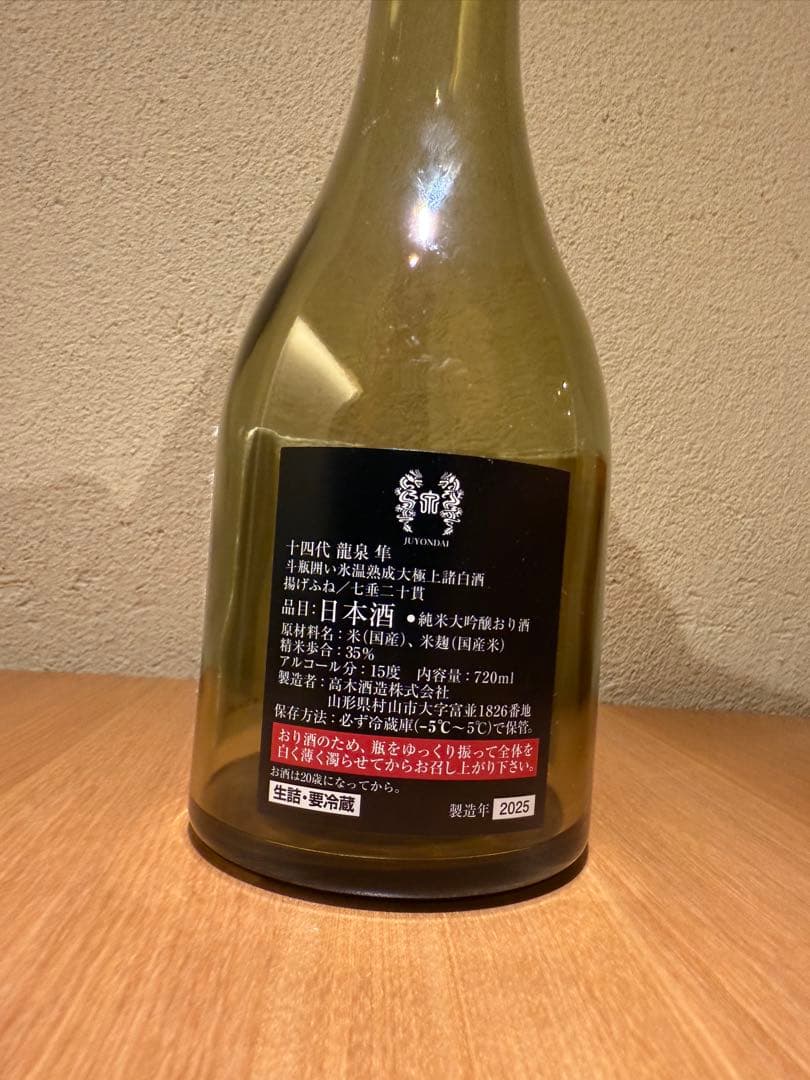 JUYONDAI
十四代 龍泉 隼
斗瓶囲い氷温熟成大極上諸白酒
揚げふね／七垂二十貫
品目：日本酒 ●純米大吟醸おり酒
原材料名：米（国産）、米麹（国産米）
精米歩合：35%
アルコール分：15度 内容量：720ml
製造者：高木酒造株式会社
山形県村山市大字富並1826番地
保存方法：必ず冷蔵庫（-5℃～5℃）で保管。
おり酒のため、瓶をゆっくり振って全体を
白く薄く濁らせてからお召し上がり下さい。
お酒は20歳になってから。
生詰・要冷蔵
製造年 2025